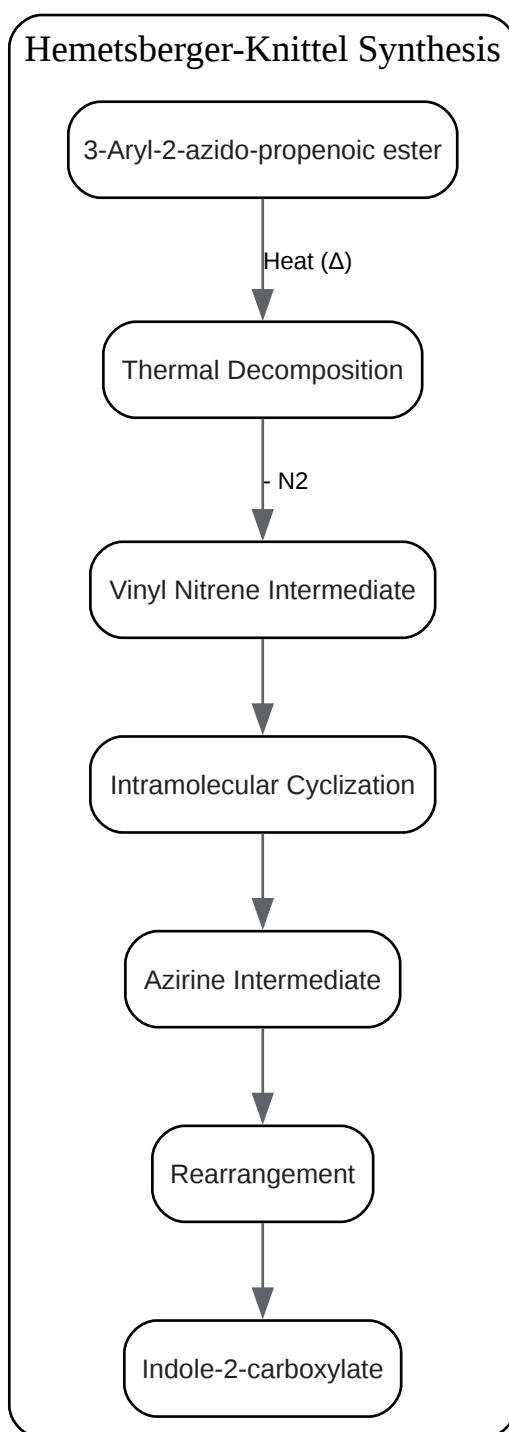 Hemetsberger-Knittel Synthesis
3-Aryl-2-azido-propenoic ester
Heat (Δ)
Thermal Decomposition
- N2
Vinyl Nitrene Intermediate
Intramolecular Cyclization
Azirine Intermediate
Rearrangement
Indole-2-carboxylate